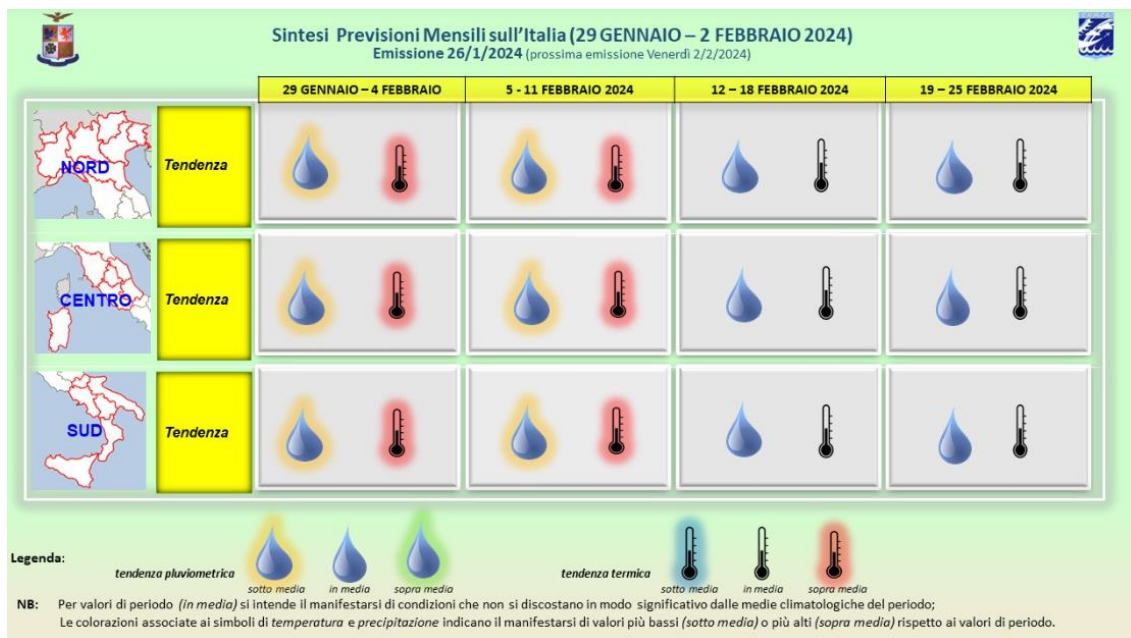 Sintesi Previsioni Mensili sull'Italia (29 GENNAIO – 2 FEBBRAIO 2024)
Emissione 26/1/2024 (prossima emissione Venerdì 2/2/2024)
29 GENNAIO – 4 FEBBRAIO
5 - 11 FEBBRAIO 2024
12 – 18 FEBBRAIO 2024
19 – 25 FEBBRAIO 2024
NORD
Tendenza
CENTRO
Tendenza
SUD
Tendenza
Legenda:
tendenza pluviometrica
sotto media
in media
sopra media
tendenza termica
sotto media
in media
sopra media
NB: Per valori di periodo (in media) si intende il manifestarsi di condizioni che non si discostano in modo significativo dalle medie climatologiche del periodo;
Le colorazioni associate ai simboli di temperatura e precipitazione indicano il manifestarsi di valori più bassi (sotto media) o più alti (sopra media) rispetto ai valori di periodo.